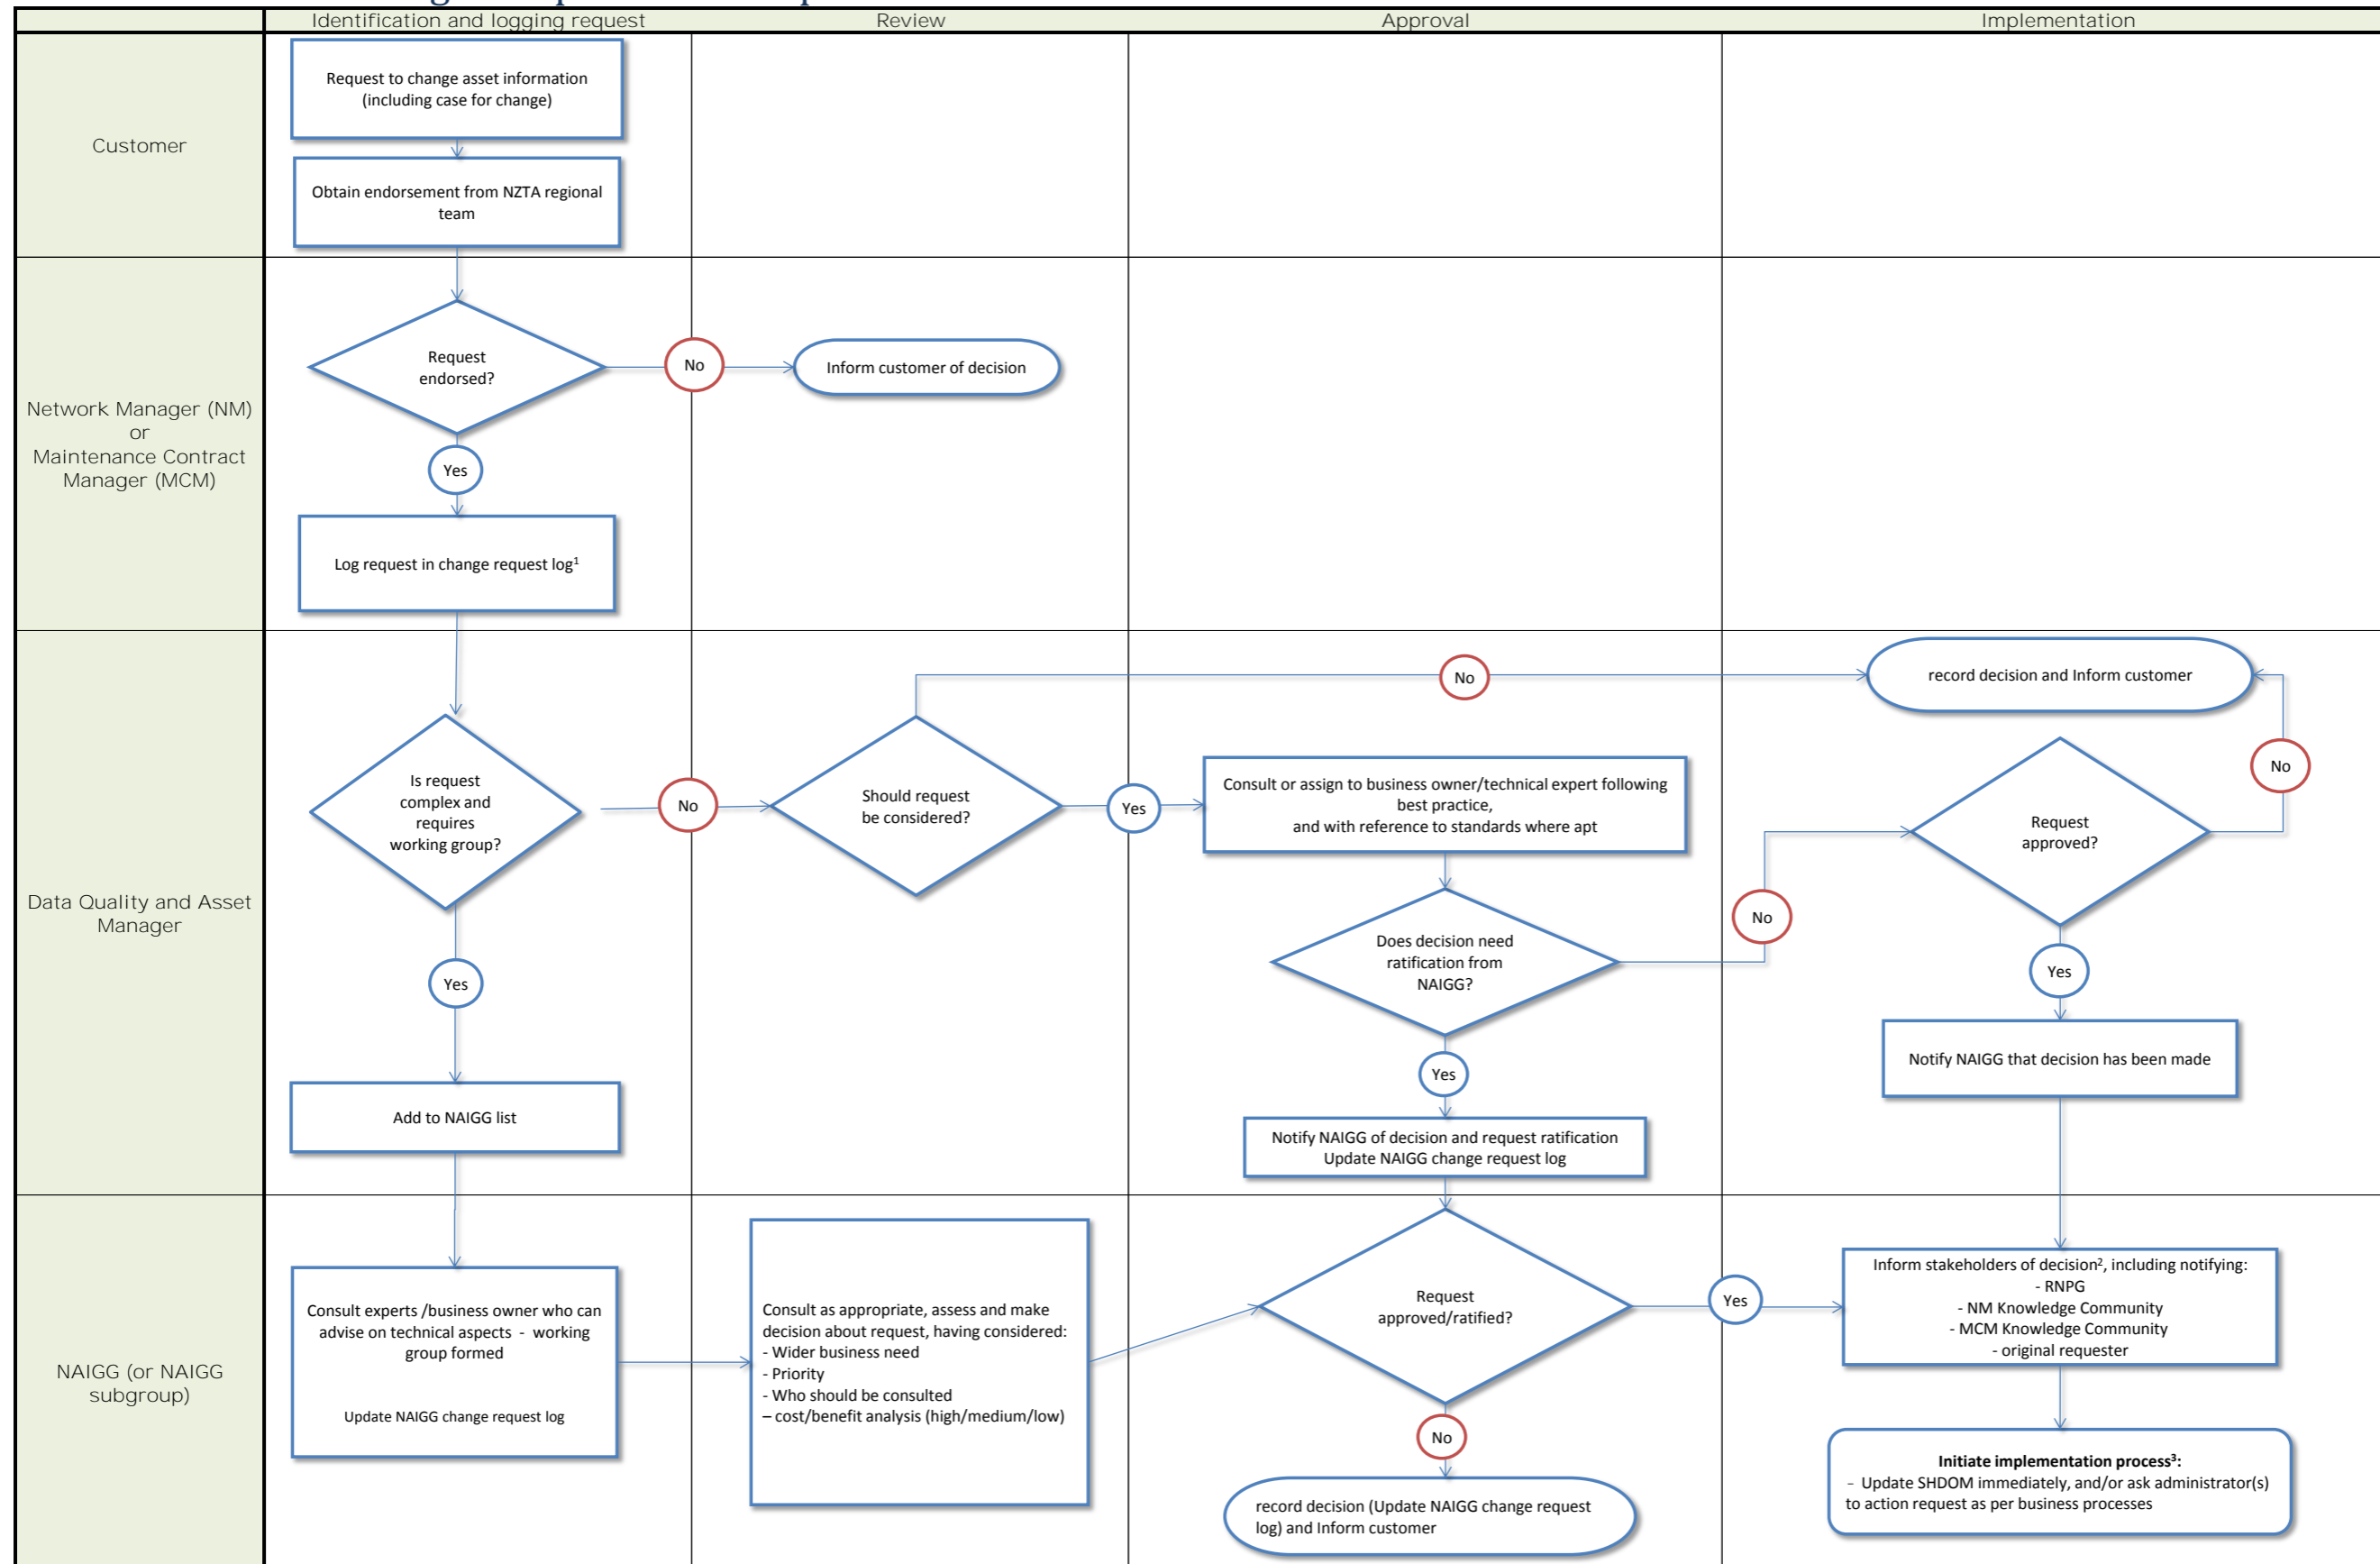 Identification and logging request
Review
Approval
Implementation
Customer
Request to change asset information
(including case for change)
Obtain endorsement from NZTA regional
team
Network Manager (NM)
or
Maintenance Contract
Manager (MCM)
Request
endorsed?
No
Inform customer of decision
Yes
Log request in change request log¹
Data Quality and Asset
Manager
Is request
complex and
requires
working group?
No
Should request
be considered?
No
record decision and Inform customer
Yes
Consult or assign to business owner/technical expert following
best practice,
and with reference to standards where apt
Does decision need
ratification from
NAIGG?
No
Request
approved?
No
Yes
Notify NAIGG that decision has been made
Yes
Add to NAIGG list
Yes
Notify NAIGG of decision and request ratification
Update NAIGG change request log
NAIGG (or NAIGG
subgroup)
Consult experts /business owner who can
advise on technical aspects - working
group formed
Update NAIGG change request log
Consult as appropriate, assess and make
decision about request, having considered:
- Wider business need
- Priority
- Who should be consulted
– cost/benefit analysis (high/medium/low)
Request
approved/ratified?
Yes
Inform stakeholders of decision², including notifying:
- RNPG
- NM Knowledge Community
- MCM Knowledge Community
- original requester
No
record decision (Update NAIGG change request
log) and Inform customer
Initiate implementation process³:
- Update SHDOM immediately, and/or ask administrator(s)
to action request as per business processes